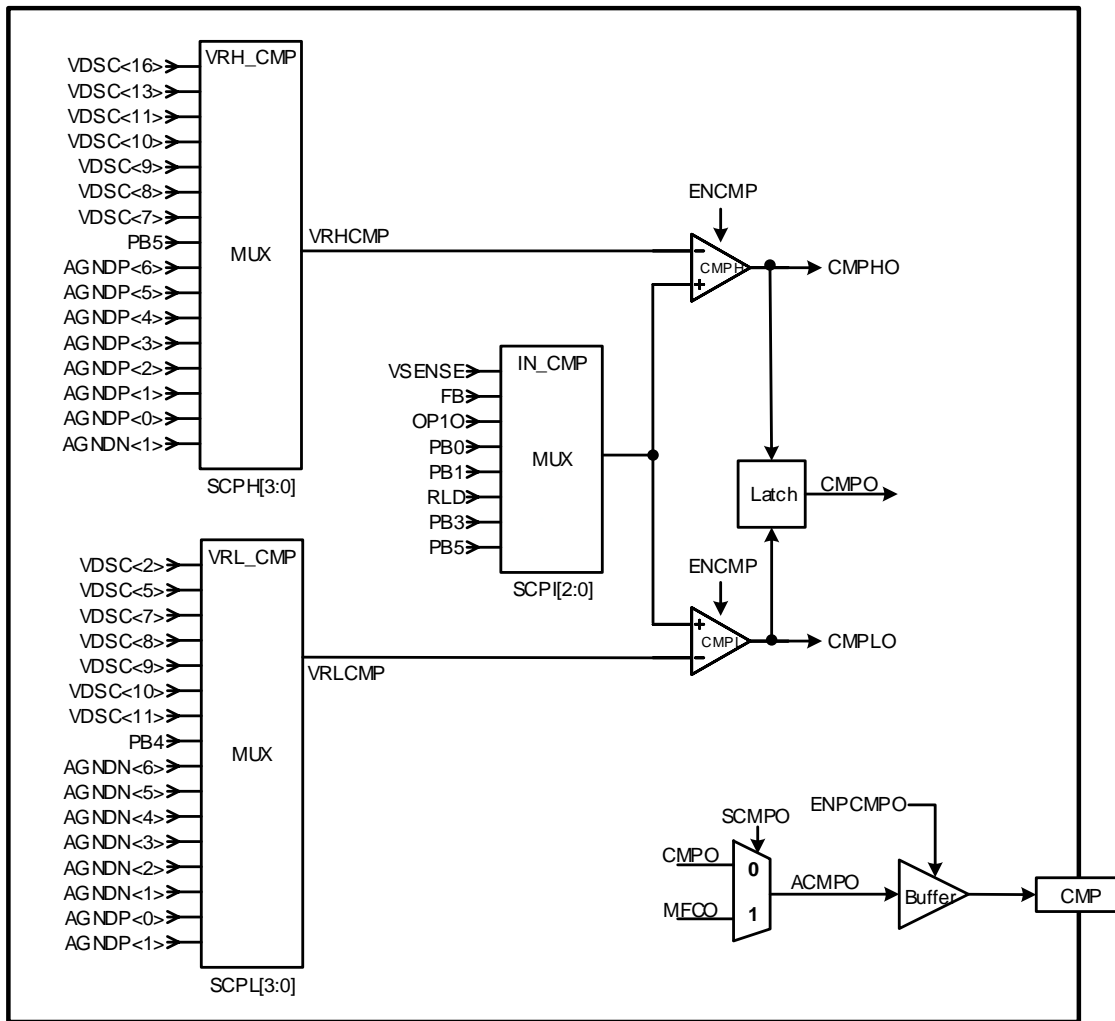 VRH_CMP
VDSC<16>
VDSC<13>
VDSC<11>
VDSC<10>
VDSC<9>
VDSC<8>
VDSC<7>
PB5
AGNDP<6>
AGNDP<5>
AGNDP<4>
AGNDP<3>
AGNDP<2>
AGNDP<1>
AGNDP<0>
AGNDN<1>
MUX
SCPH[3:0]
VRHCMP
ENCMP
CMPH
CMPHO
IN_CMP
VSENSE
FB
OP1O
PB0
PB1
RLD
PB3
PB5
MUX
SCPI[2:0]
Latch
CMPO
VRL_CMP
VDSC<2>
VDSC<5>
VDSC<7>
VDSC<8>
VDSC<9>
VDSC<10>
VDSC<11>
PB4
AGNDN<6>
AGNDN<5>
AGNDN<4>
AGNDN<3>
AGNDN<2>
AGNDN<1>
AGNDP<0>
AGNDP<1>
MUX
SCPL[3:0]
VRLCMP
ENCMP
CMPL
CMPLO
SCMPO
CMPO
0
MFCO
1
ACMPO
ENPCMPO
Buffer
CMP